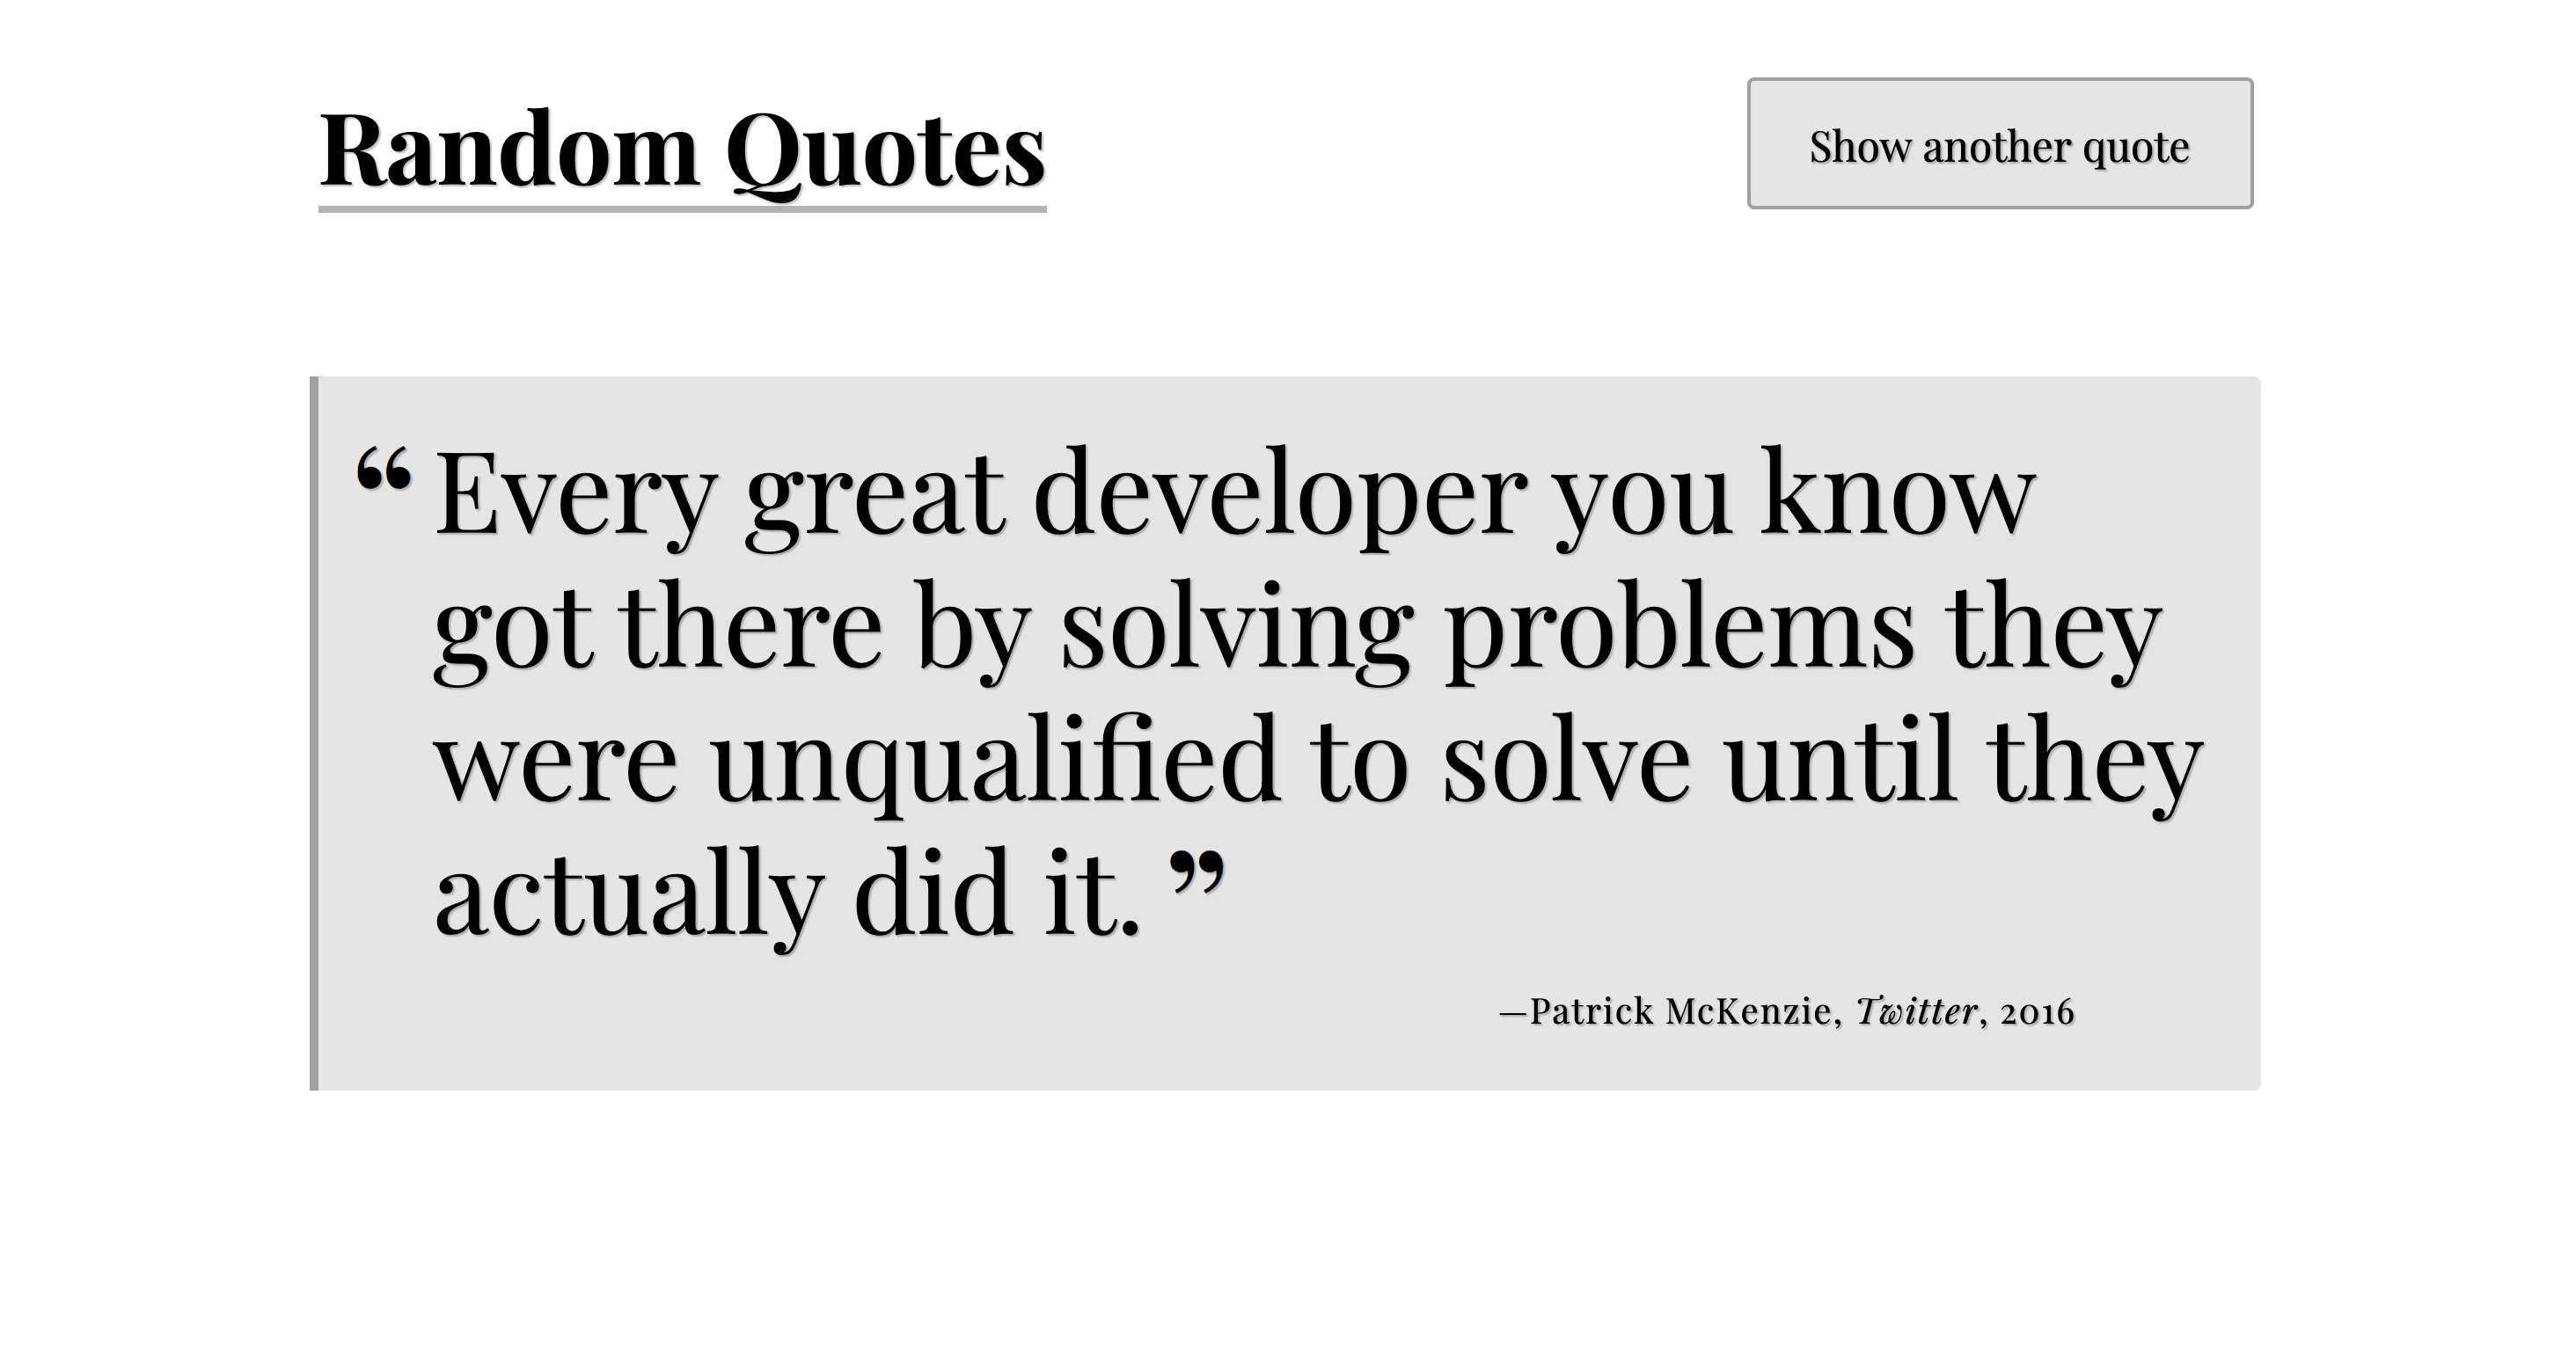 Random Quotes
Show another quote
“Every great developer you know
got there by solving problems they
were unqualified to solve until they
actually did it.”
—Patrick McKenzie, Twitter, 2016